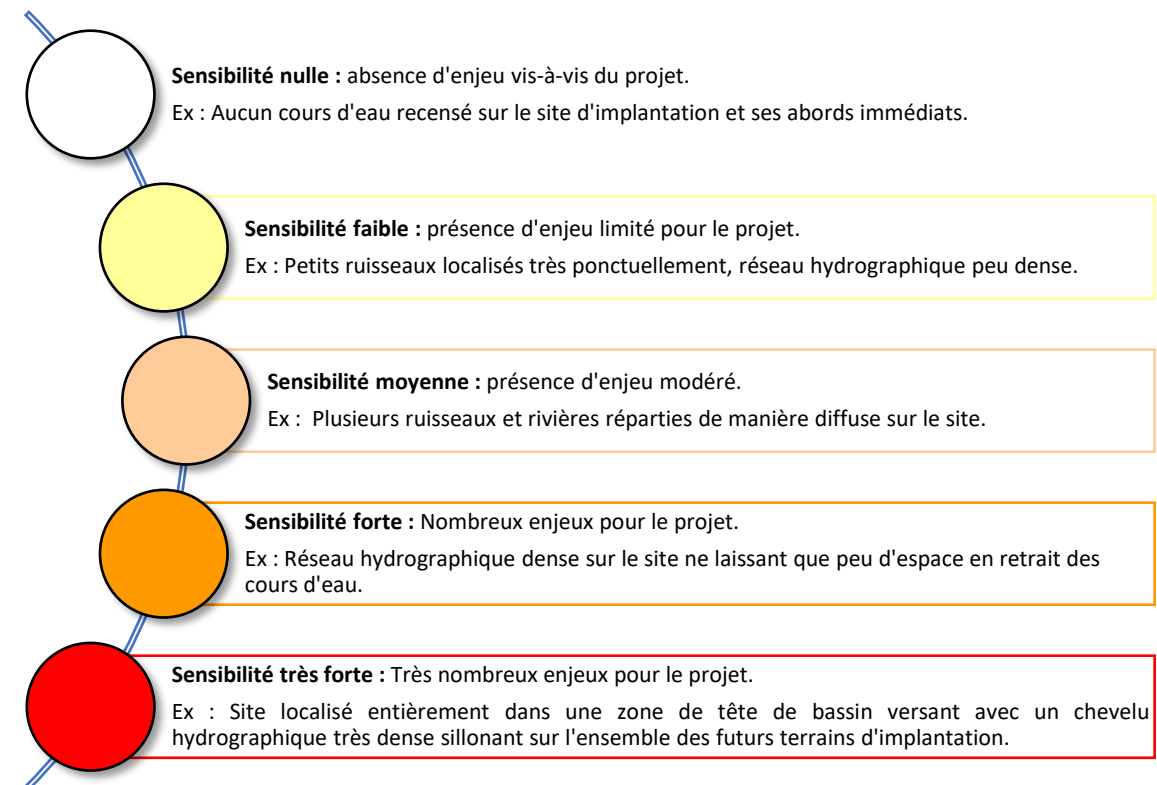 Sensibilité nulle : absence d'enjeu vis-à-vis du projet.
Ex : Aucun cours d'eau recensé sur le site d'implantation et ses abords immédiats.
Sensibilité faible : présence d'enjeu limité pour le projet.
Ex : Petits ruisseaux localisés très ponctuellement, réseau hydrographique peu dense.
Sensibilité moyenne : présence d'enjeu modéré.
Ex :  Plusieurs ruisseaux et rivières réparties de manière diffuse sur le site.
Sensibilité forte : Nombreux enjeux pour le projet.
Ex : Réseau hydrographique dense sur le site ne laissant que peu d'espace en retrait des
cours d'eau.
Sensibilité très forte : Très nombreux enjeux pour le projet.
Ex : Site localisé entièrement dans une zone de tête de bassin versant avec un chevelu
hydrographique très dense sillonant sur l'ensemble des futurs terrains d'implantation.